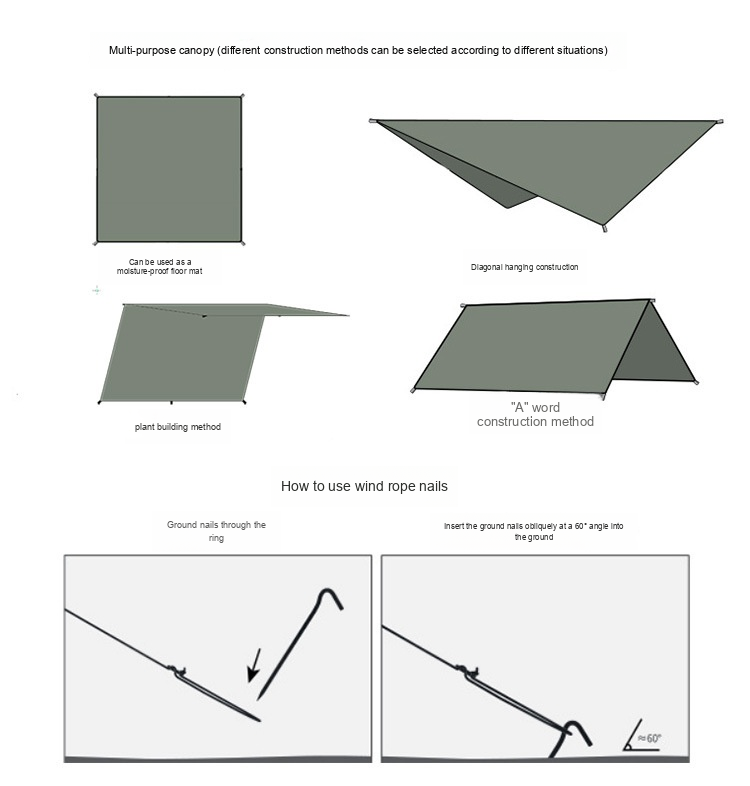 Multi-purpose canopy (different construction methods can be selected according to different situations)
Can be used as a
moisture-proof floor mat
Diagonal hanging construction
plant building method
"A" word
construction method
How to use wind rope nails
Ground nails through the
ring
Insert the ground nails obliquely at a 60° angle into
the ground
≈60°